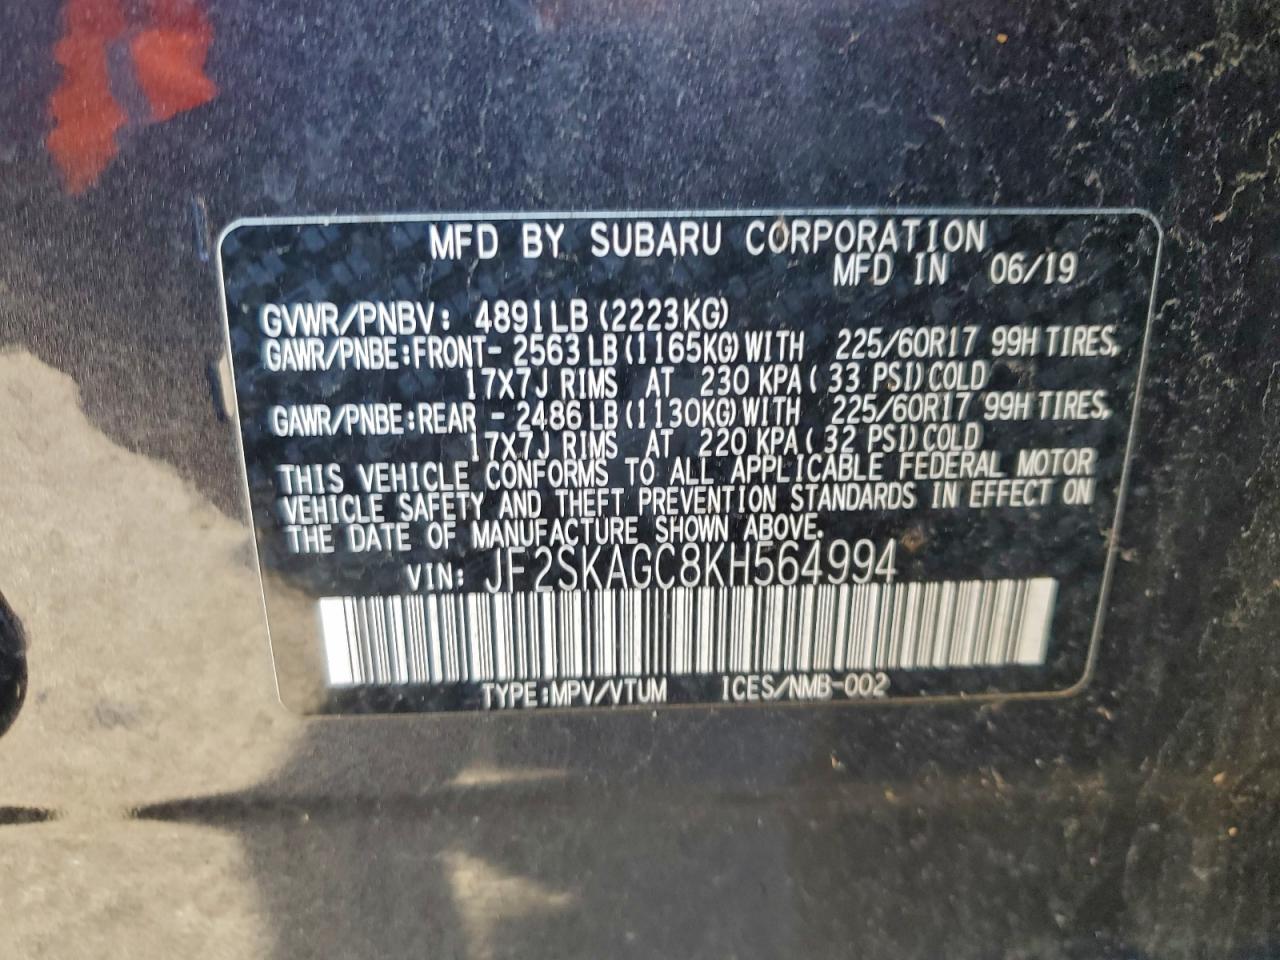 MFD BY SUBARU CORPORATION
MFD IN 06/19
GVWR/PNBV: 4891LB (2223KG)
GAWR/PNBE:FRONT- 2563 LB(1165KG)WITH 225/60R17 99H TIRES,
17X7J RIMS AT 230 KPA( 33 PSI)COLD
GAWR/PNBE:REAR - 2486 LB(1130KG)WITH 225/60R17 99H TIRES,
17X7J RIMS AT 220 KPA( 32 PSI)COLD
THIS VEHICLE CONFORMS TO ALL APPLICABLE FEDERAL MOTOR
VEHICLE SAFETY AND THEFT PREVENTION STANDARDS IN EFFECT ON
THE DATE OF MANUFACTURE SHOWN ABOVE.
VIN: JF2SKAGC8KH564994
TYPE:MPV/VTUM ICES/NMB-002